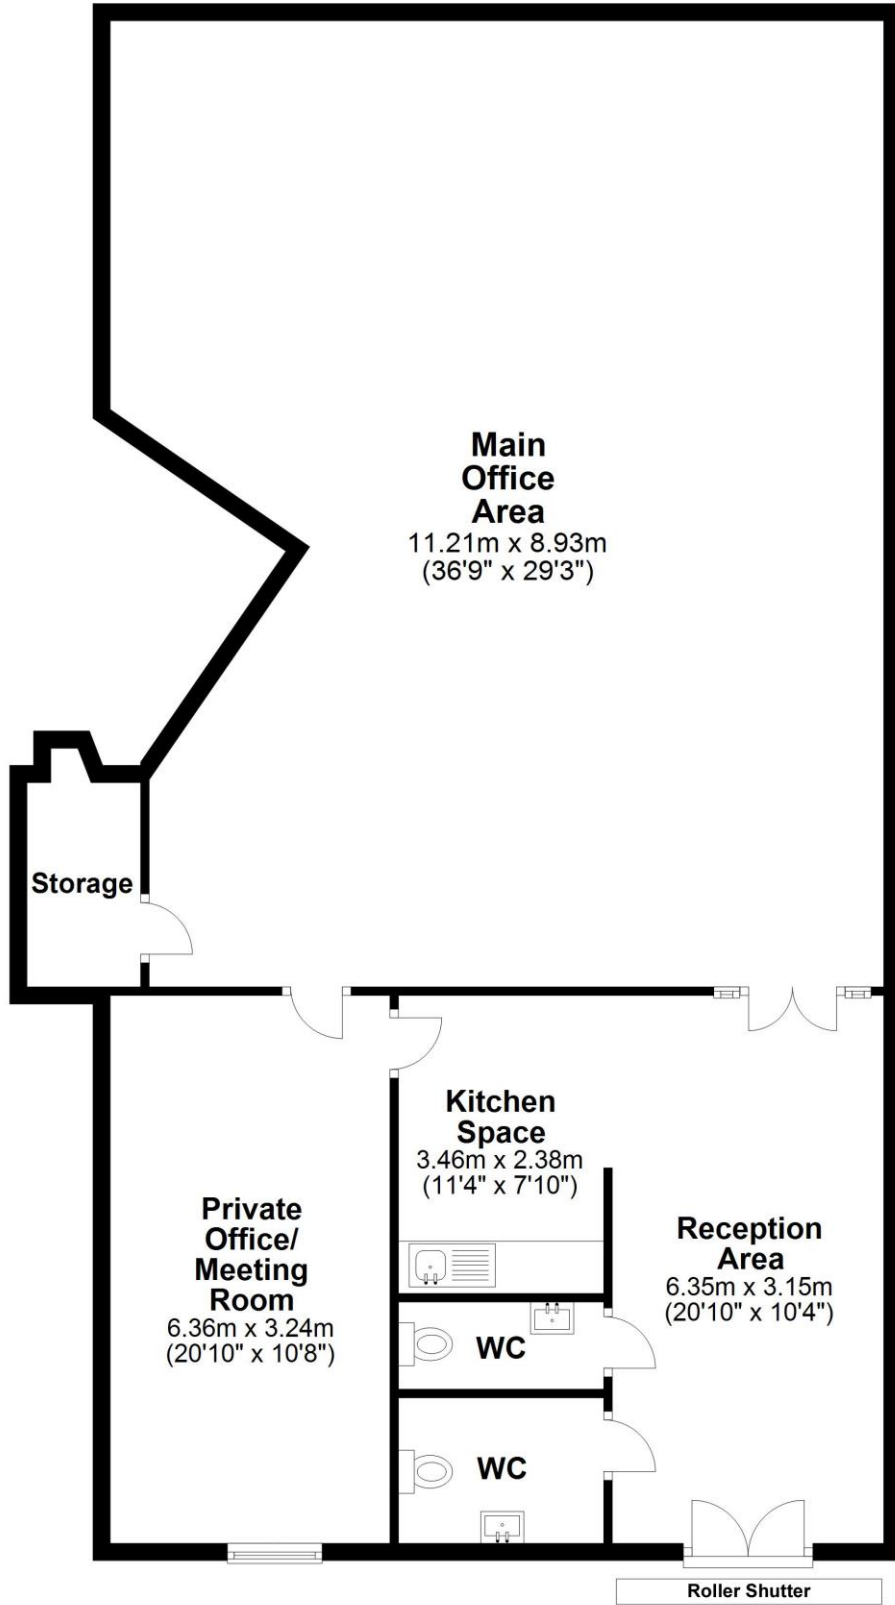 Main
Office
Area
11.21m x 8.93m
(36'9" x 29'3")
Storage
Kitchen
Space
3.46m x 2.38m
(11'4" x 7'10")
Private
Office/
Meeting
Room
6.36m x 3.24m
(20'10" x 10'8")
Reception
Area
6.35m x 3.15m
(20'10" x 10'4")
WC
WC
Roller Shutter